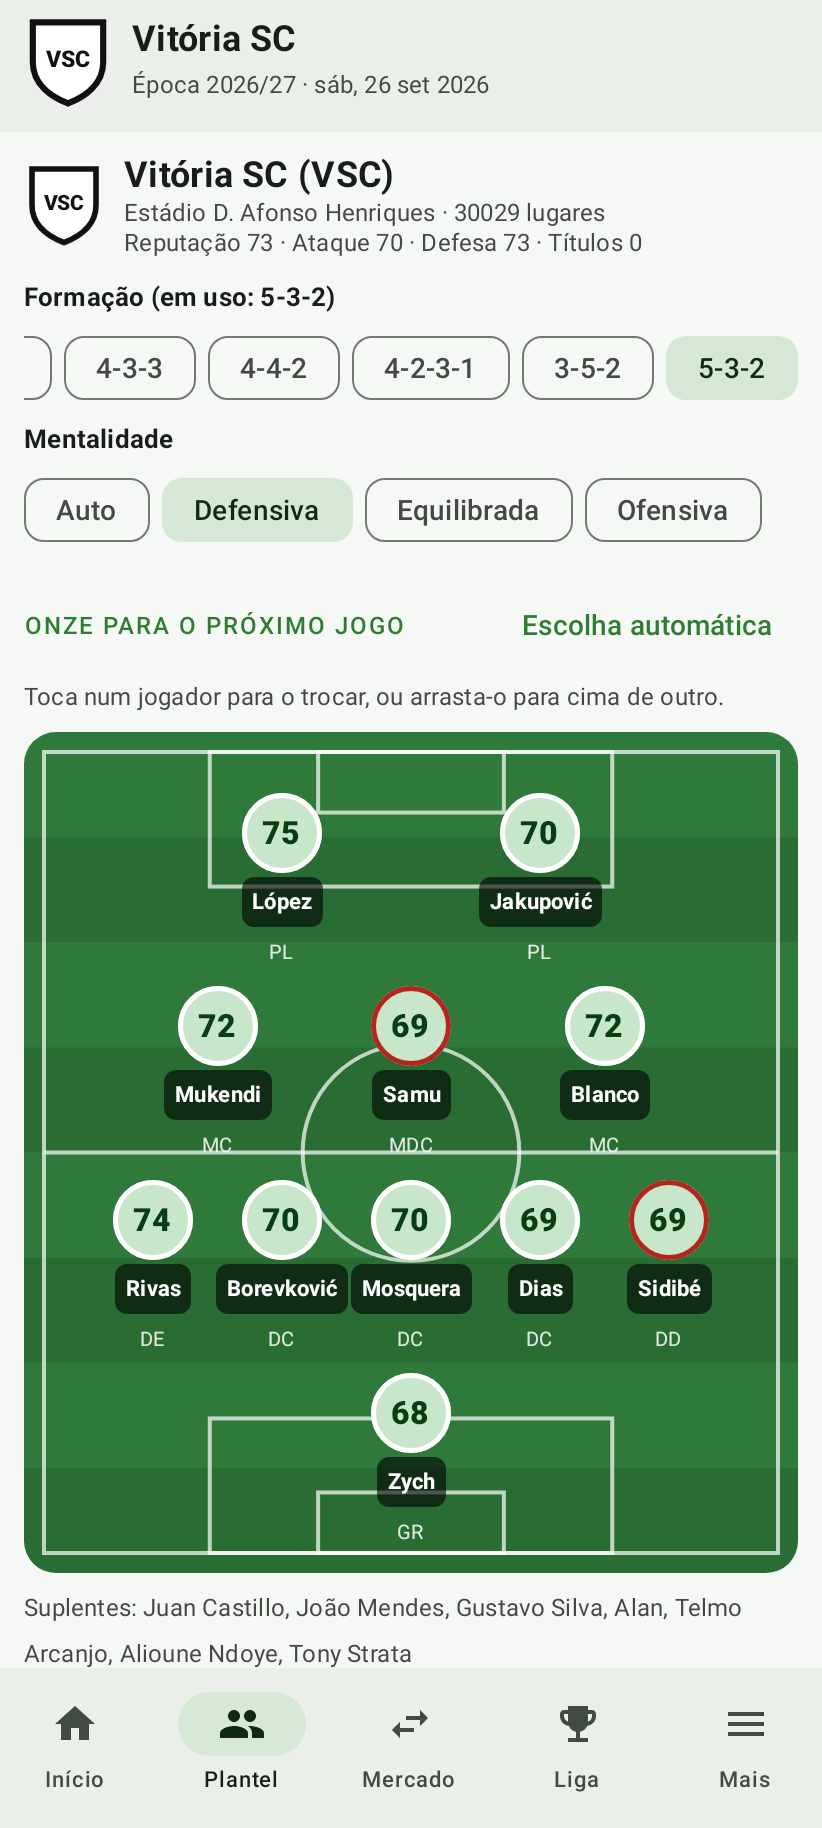 VSC
Vitória SC
Época 2026/27 · sáb, 26 set 2026
VSC
Vitória SC (VSC)
Estádio D. Afonso Henriques · 30029 lugares
Reputação 73 · Ataque 70 · Defesa 73 · Títulos 0
Formação (em uso: 5-3-2)
4-3-3 4-4-2 4-2-3-1 3-5-2 5-3-2
Mentalidade
Auto Defensiva Equilibrada Ofensiva
ONZE PARA O PRÓXIMO JOGO Escolha automática
Toca num jogador para o trocar, ou arrasta-o para cima de outro.
75 70
López Jakupović
PL PL
72 69 72
Mukendi Samu Blanco
MC MDC MC
74 70 70 69 69
Rivas Borevković Mosquera Dias Sidibé
DE DC DC DC DD
68
Zych
GR
Suplentes: Juan Castillo, João Mendes, Gustavo Silva, Alan, Telmo
Arcanjo, Alioune Ndoye, Tony Strata
Início Plantel Mercado Liga Mais